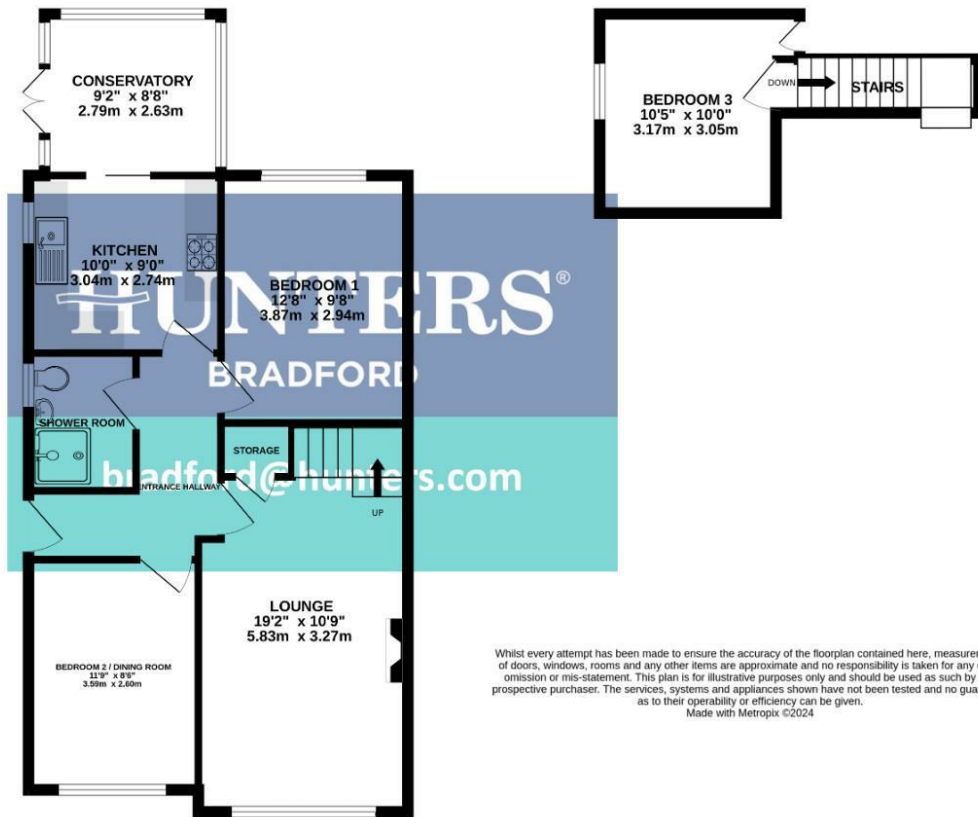 CONSERVATORY
9'2" x 8'8"
2.79m x 2.63m
KITCHEN
10'0" x 9'0"
3.04m x 2.74m
BEDROOM 1
12'8" x 9'8"
3.87m x 2.94m
HUNTERS®
BRADFORD
SHOWER ROOM
STORAGE
bradford@hunters.com
ENTRANCE HALLWAY
UP
LOUNGE
19'2" x 10'9"
5.83m x 3.27m
BEDROOM 2 / DINING ROOM
11'9" x 8'6"
3.59m x 2.60m
BEDROOM 3
10'5" x 10'0"
3.17m x 3.05m
DOWN
STAIRS
Whilst every attempt has been made to ensure the accuracy of the floorplan contained here, measurem
of doors, windows, rooms and any other items are approximate and no responsibility is taken for any
omission or mis-statement. This plan is for illustrative purposes only and should be used as such by
prospective purchaser. The services, systems and appliances shown have not been tested and no gua
as to their operability or efficiency can be given.
Made with Metropix ©2024